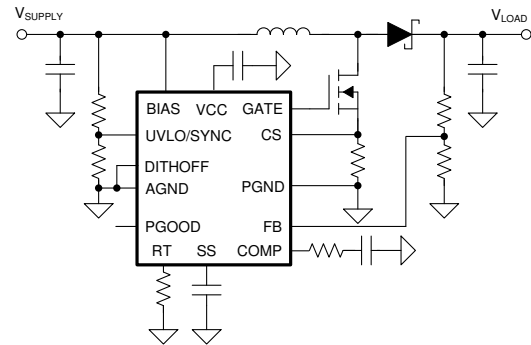 VSUPPLY
VLOAD
BIAS VCC GATE
UVLO/SYNC CS
DITHOFF
AGND PGND
PGOOD FB
RT SS COMP